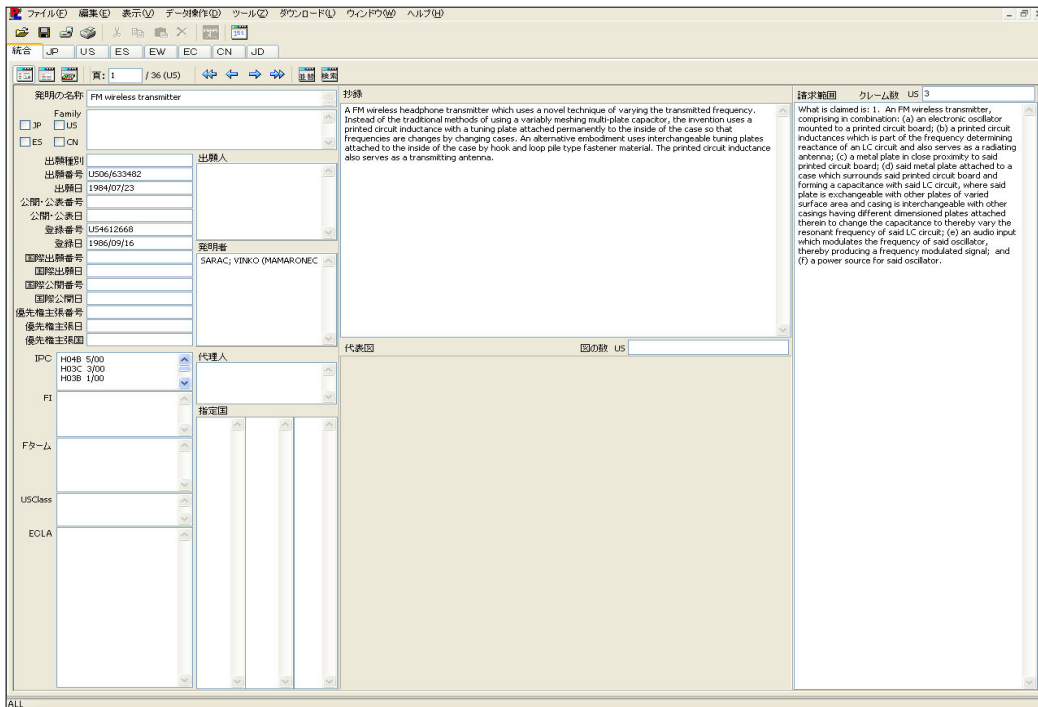 ファイル(F) 編集(E) 表示(V) データ操作(D) ツール(Z) ダウンロード(L) ウィンドウ(W) ヘルプ(H)
統合 JP US ES EW EC CN JD
頁: 1 / 36 (US) 並替 検索
発明の名称 FM wireless transmitter
Family
JP US
ES CN
出願種別
出願番号 US06/633482
出願日 1984/07/23
公開・公表番号
公開・公表日
登録番号 US4612668
登録日 1986/09/16
国際出願番号
国際出願日
国際公開番号
国際公開日
優先権主張番号
優先権主張日
優先権主張国
IPC H04B 5/00
H03C 3/00
H03B 1/00
FI
Fターム
USClass
ECLA
出願人
発明者
SARAC; VINKO (MAMARONEC
代理人
指定国
抄録
A FM wireless headphone transmitter which uses a novel technique of varying the transmitted frequency.
Instead of the traditional methods of using a variably meshing multi-plate capacitor, the invention uses a
printed circuit inductance with a tuning plate attached permanently to the inside of the case so that
frequencies are changes by changing cases. An alternative embodiment uses interchangeable tuning plates
attached to the inside of the case by hook and loop pile type fastener material. The printed circuit inductance
also serves as a transmitting antenna.
代表図 図の数 US
請求範囲 クレーム数 US 3
What is claimed is: 1. An FM wireless transmitter,
comprising in combination: (a) an electronic oscillator
mounted to a printed circuit board; (b) a printed circuit
inductances which is part of the frequency determining
reactance of an LC circuit and also serves as a radiating
antenna; (c) a metal plate in close proximity to said
printed circuit board; (d) said metal plate attached to a
case which surrounds said printed circuit board and
forming a capacitance with said LC circuit, where said
plate is exchangeable with other plates of varied
surface area and casing is interchangeable with other
casings having different dimensioned plates attached
therein to change the capacitance to thereby vary the
resonant frequency of said LC circuit; (e) an audio input
which modulates the frequency of said oscillator,
thereby producing a frequency modulated signal; and
(f) a power source for said oscillator.
ALL